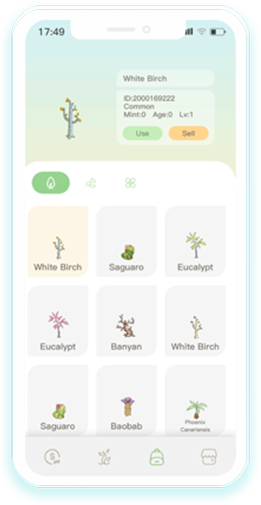 17:49
White Birch
ID:2000169222
Common
Mint:0 Age:0 Lv:1
Use Sell
White Birch Saguaro Eucalypt
Eucalypt Banyan White Birch
Saguaro Baobab Phoenix
Canariensis